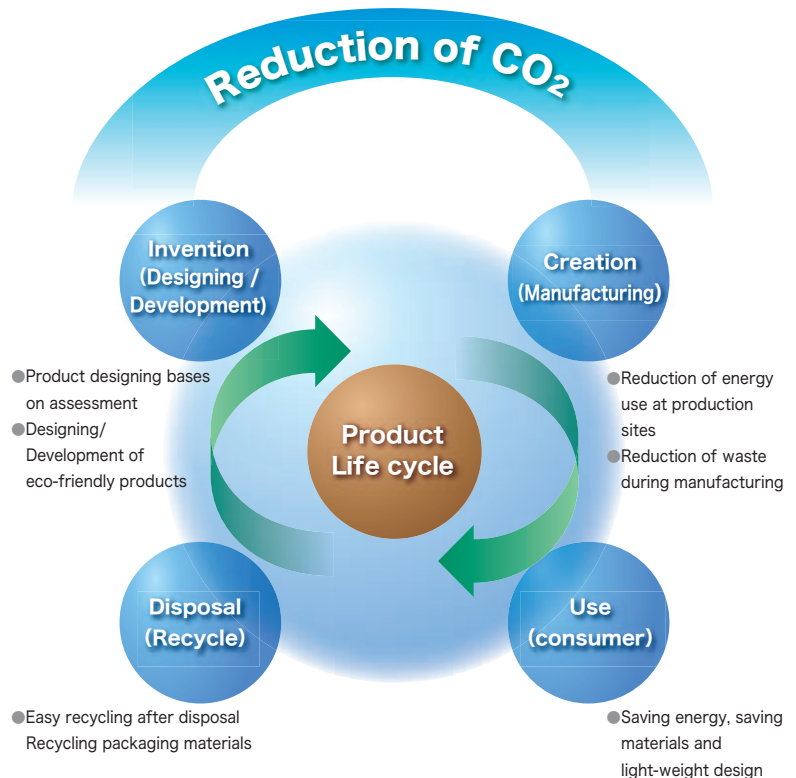 Reduction of CO2
Invention
(Designing /
Development)
Creation
(Manufacturing)
●Product designing bases
on assessment
●Designing/
Development of
eco-friendly products
Product
Life cycle
●Reduction of energy
use at production
sites
●Reduction of waste
during manufacturing
Disposal
(Recycle)
Use
(consumer)
●Easy recycling after disposal
Recycling packaging materials
●Saving energy, saving
materials and
light-weight design